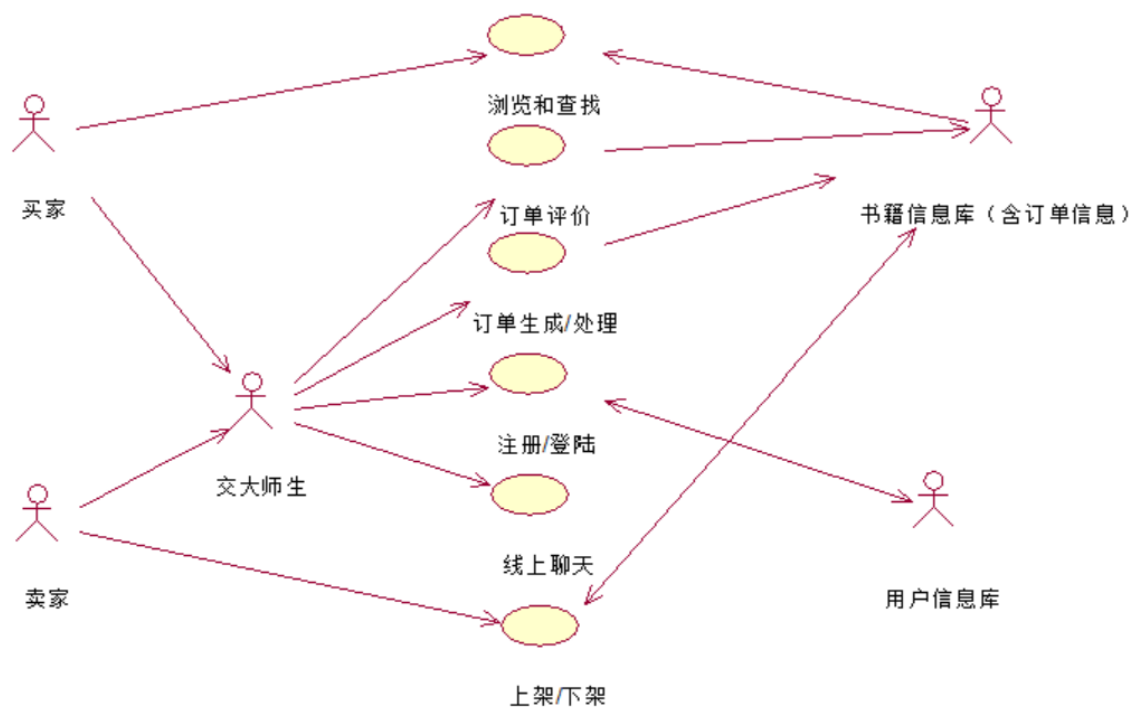 浏览和查找
买家
订单评价
书籍信息库（含订单信息）
订单生成/处理
注册/登陆
交大师生
线上聊天
卖家
用户信息库
上架/下架